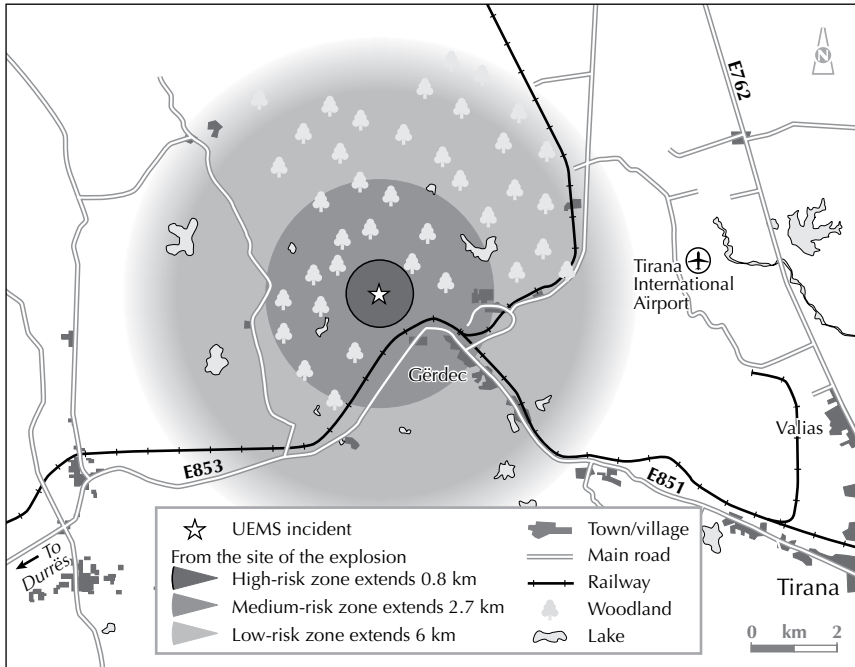 N
E762
Tirana
International
Airport
Gërdec
Valias
E853
E851
To
Durrës
Tirana
UEMS incident
From the site of the explosion
High-risk zone extends 0.8 km
Medium-risk zone extends 2.7 km
Low-risk zone extends 6 km
Town/village
Main road
Railway
Woodland
Lake
0 km 2